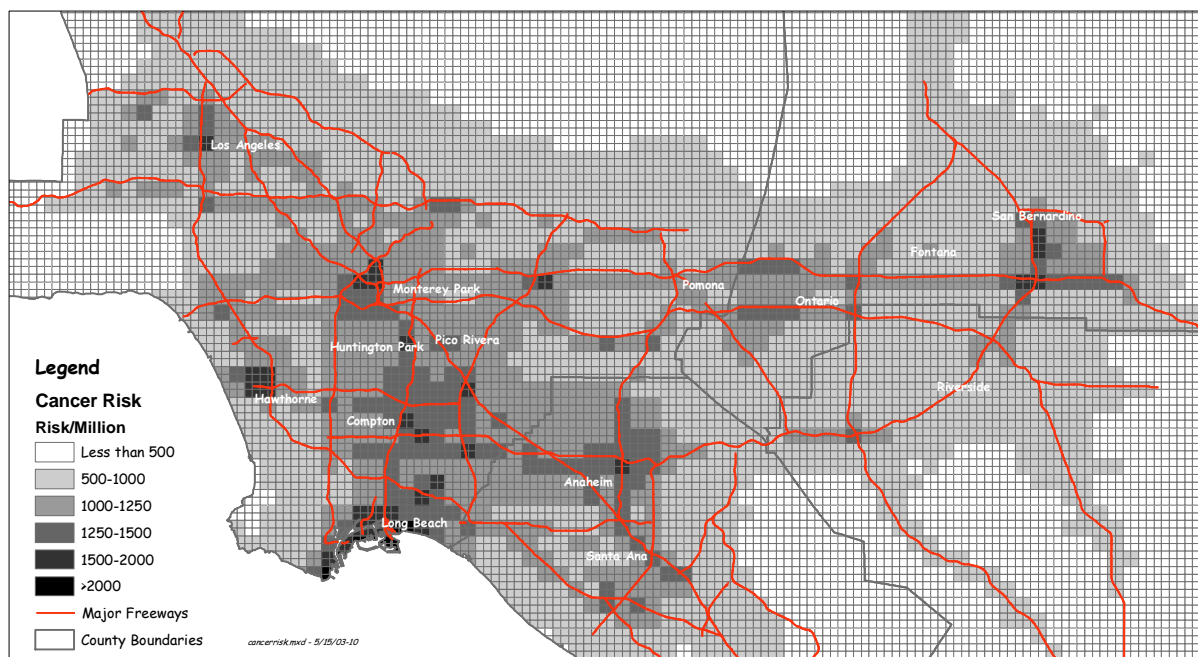 Los Angeles
San Bernardino
Fontana
Monterey Park
Pomona
Ontario
Huntington Park
Pico Rivera
Hawthorne
Riverside
Compton
Anaheim
Long Beach
Santa Ana
Legend
Cancer Risk
Risk/Million
Less than 500
500-1000
1000-1250
1250-1500
1500-2000
>2000
Major Freeways
County Boundaries
cancerrisk.mxd - 5/15/03-10